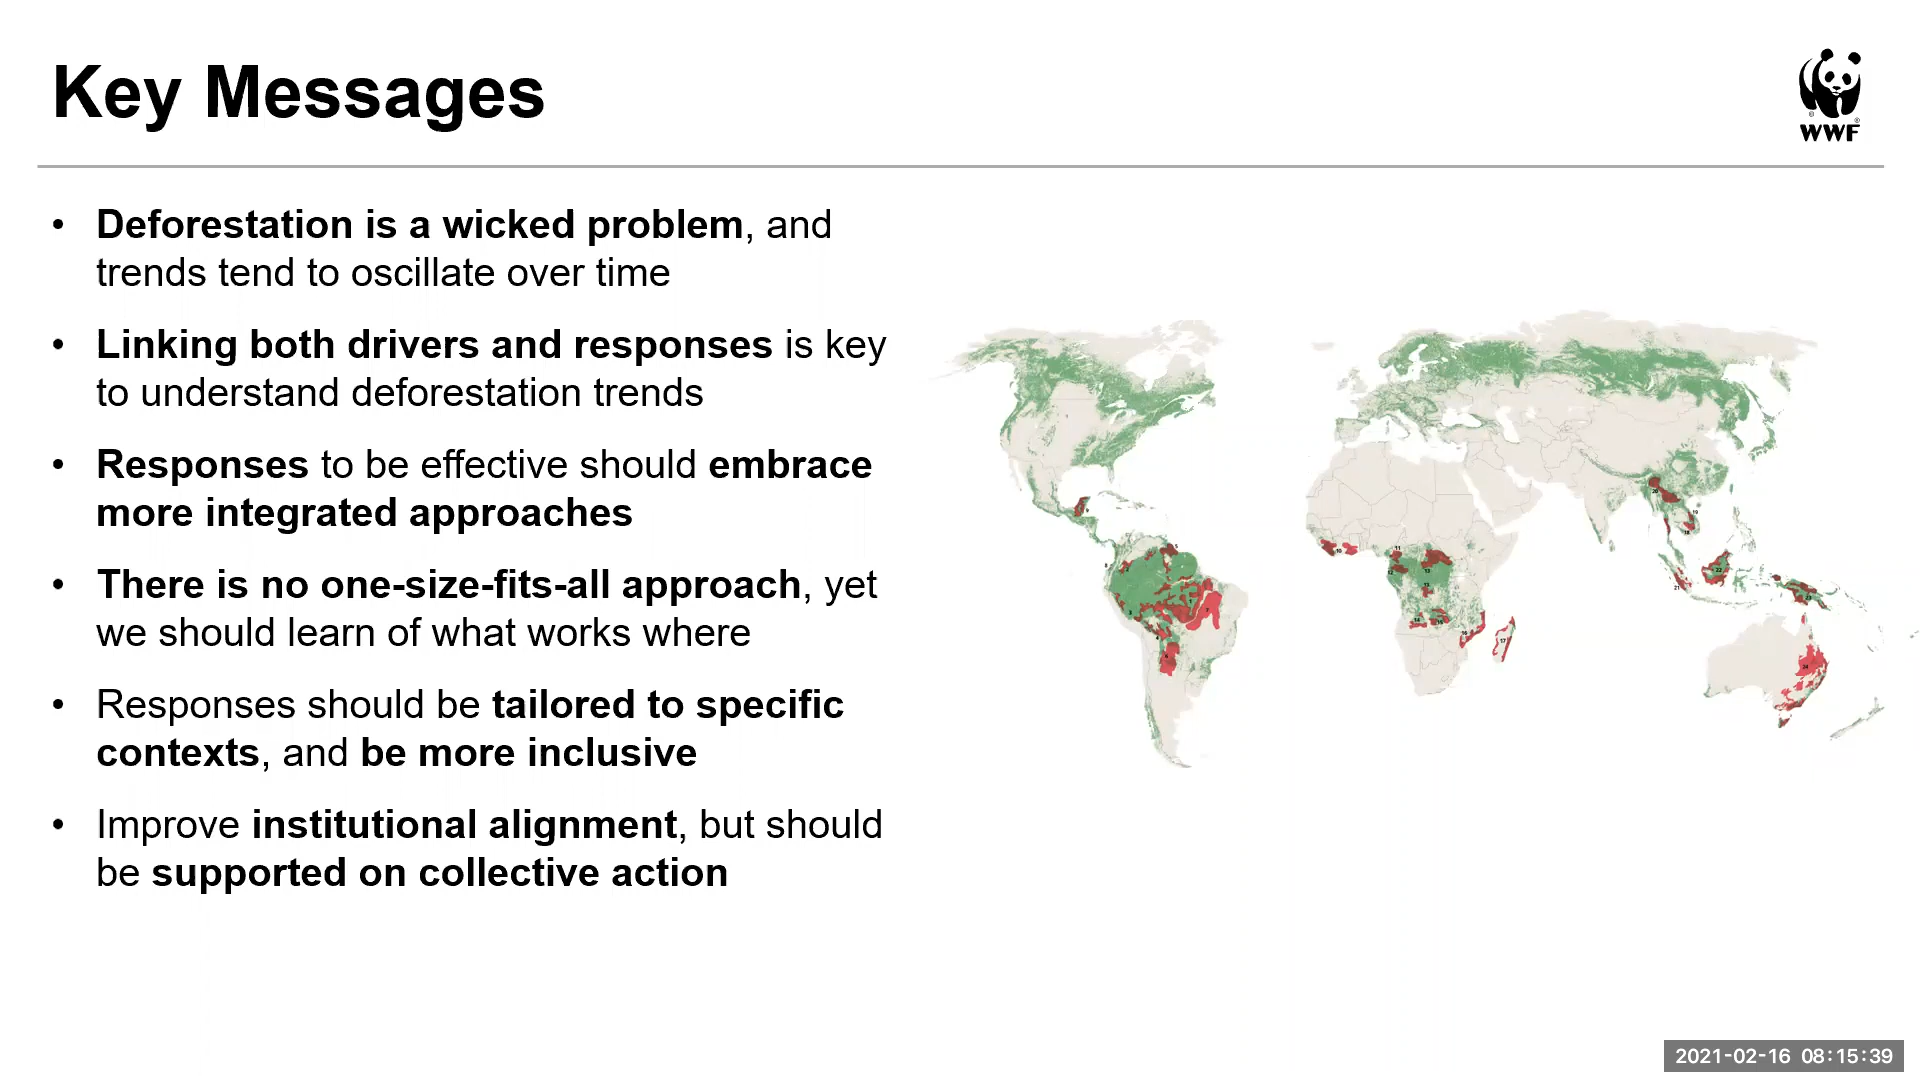 Key Messages
WWF
• Deforestation is a wicked problem, and
trends tend to oscillate over time
• Linking both drivers and responses is key
to understand deforestation trends
• Responses to be effective should embrace
more integrated approaches
• There is no one-size-fits-all approach, yet
we should learn of what works where
• Responses should be tailored to specific
contexts, and be more inclusive
• Improve institutional alignment, but should
be supported on collective action
2021-02-16 08:15:39